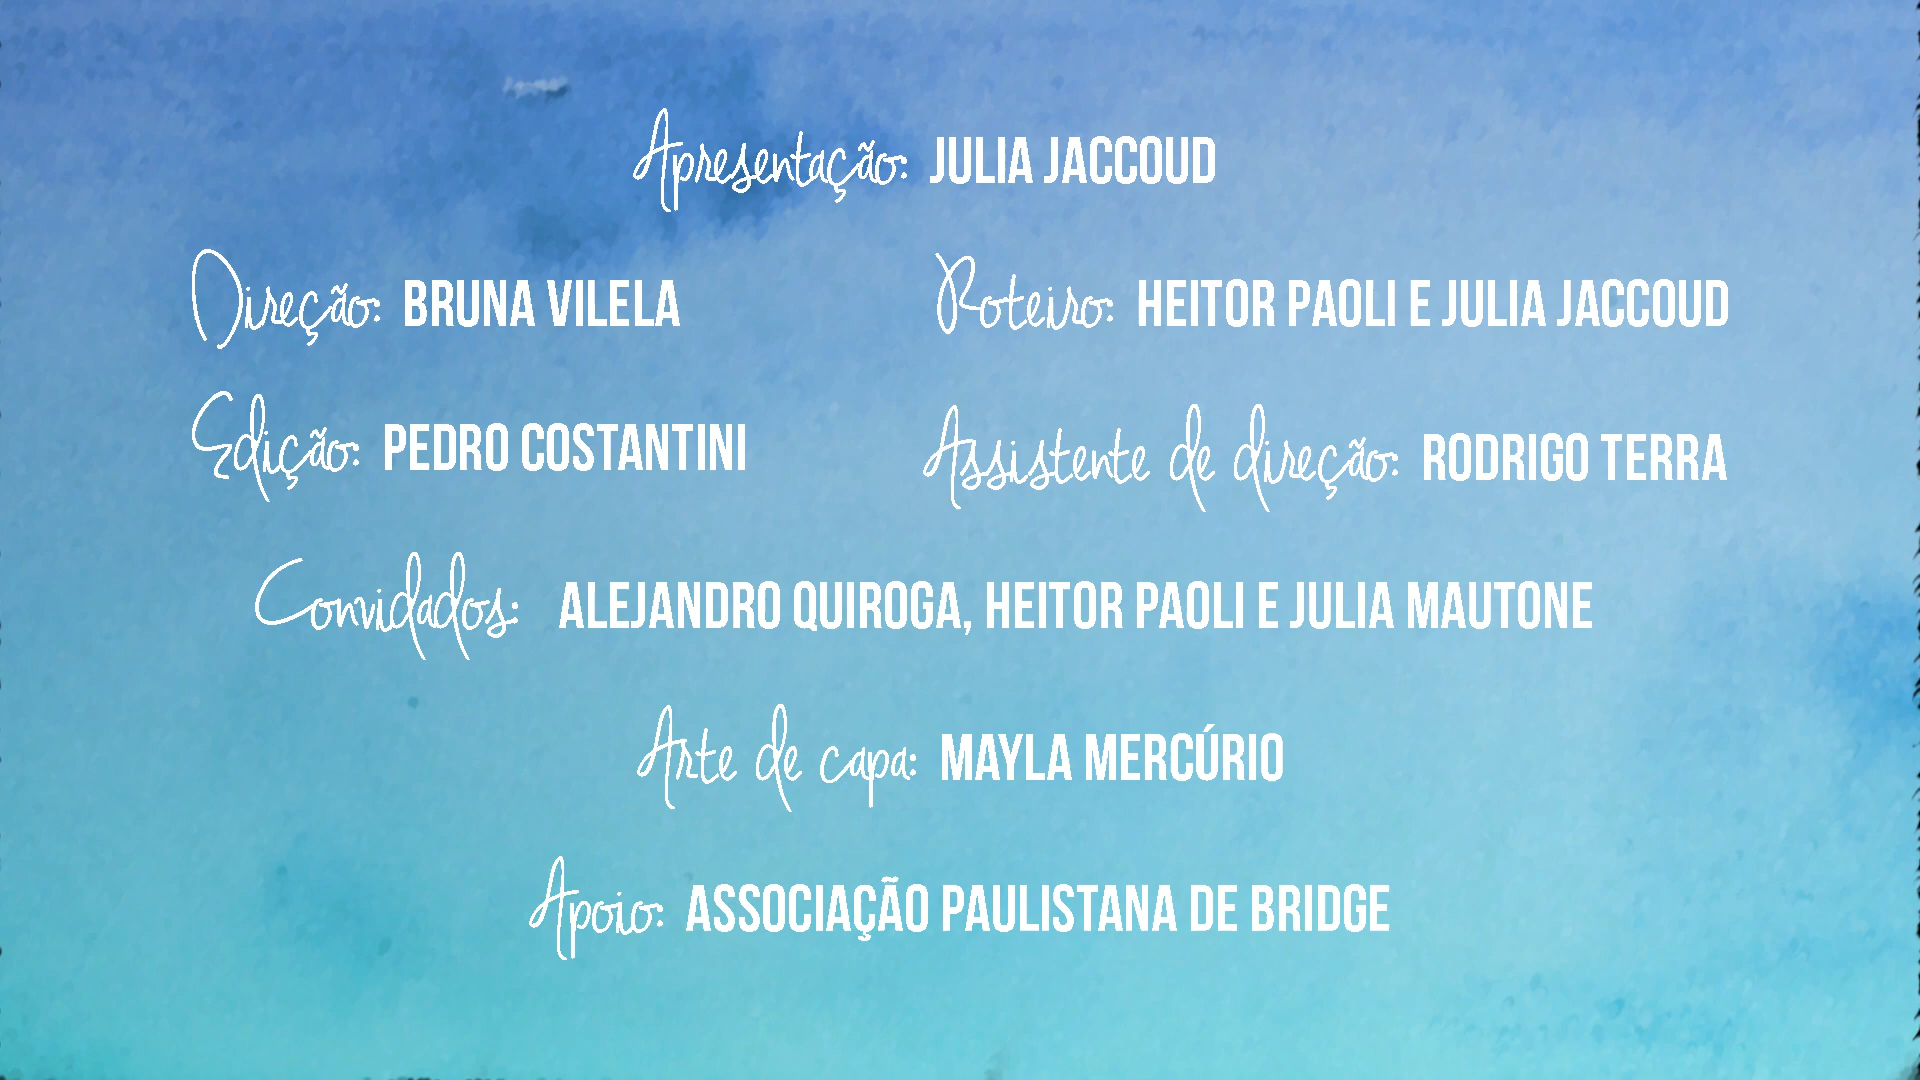 Apresentação: JULIA JACCOUD
Direção: BRUNA VILELA
Roteiro: HEITOR PAOLI E JULIA JACCOUD
Edição: PEDRO COSTANTINI
Assistente de direção: RODRIGO TERRA
Convidados: ALEJANDRO QUIROGA, HEITOR PAOLI E JULIA MAUTONE
Arte de capa: MAYLA MERCÚRIO
Apoio: ASSOCIAÇÃO PAULISTANA DE BRIDGE